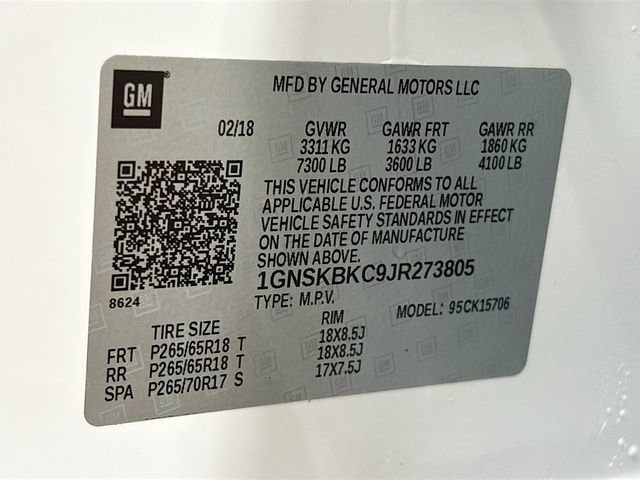 GM
MFD BY GENERAL MOTORS LLC
02/18 GVWR GAWR FRT GAWR RR
3311 KG 1633 KG 1860 KG
7300 LB 3600 LB 4100 LB
THIS VEHICLE CONFORMS TO ALL
APPLICABLE U.S. FEDERAL MOTOR
VEHICLE SAFETY STANDARDS IN EFFECT
ON THE DATE OF MANUFACTURE
SHOWN ABOVE.
8624
1GNSKBKC9JR273805
TYPE: M.P.V. MODEL: 95CK15706
TIRE SIZE RIM
FRT P265/65R18 T 18X8.5J
RR P265/65R18 T 18X8.5J
SPA P265/70R17 S 17X7.5J